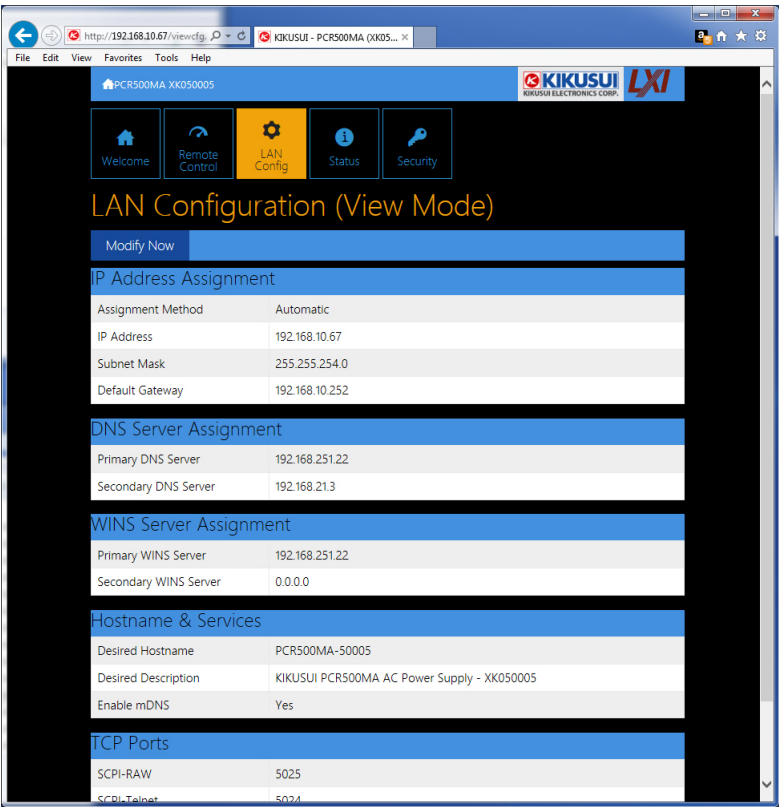 http://192.168.10.67/viewcfg.
KIKUSUI - PCR500MA (XK05...
File Edit View Favorites Tools Help
PCR500MA XK050005
KIKUSUI
KIKUSUI ELECTRONICS CORP.
LXI
Welcome
Remote
Control
LAN
Config
Status
Security
LAN Configuration (View Mode)
Modify Now
IP Address Assignment
Assignment Method Automatic
IP Address 192.168.10.67
Subnet Mask 255.255.254.0
Default Gateway 192.168.10.252
DNS Server Assignment
Primary DNS Server 192.168.251.22
Secondary DNS Server 192.168.21.3
WINS Server Assignment
Primary WINS Server 192.168.251.22
Secondary WINS Server 0.0.0.0
Hostname & Services
Desired Hostname PCR500MA-50005
Desired Description KIKUSUI PCR500MA AC Power Supply - XK050005
Enable mDNS Yes
TCP Ports
SCPI-RAW 5025
SCPI-Telnet 5024